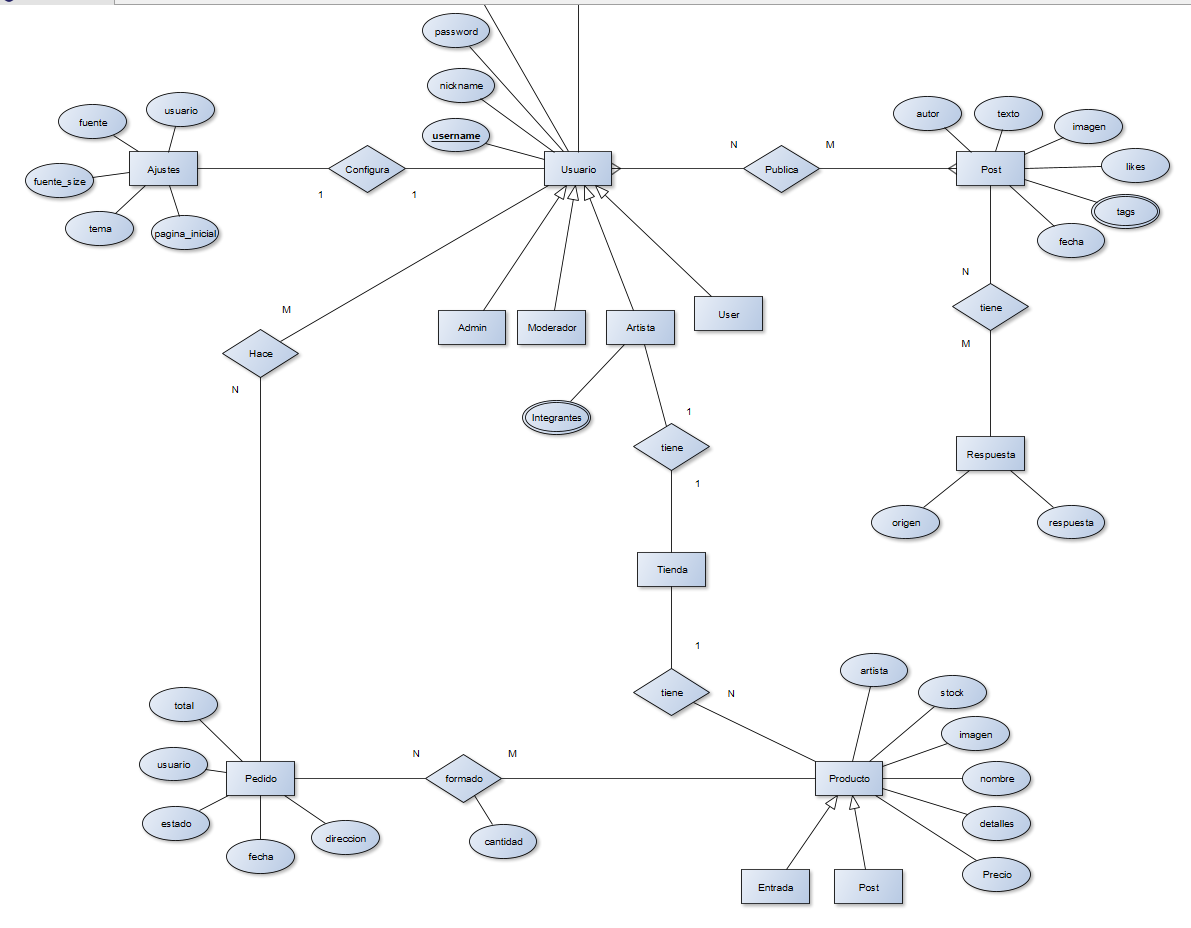 password
nickname
username
usuario
fuente
fuente_size
tema
pagina_inicial
Ajustes
Configura
1
1
Usuario
N
M
Publica
Post
autor
texto
imagen
likes
tags
fecha
N
tiene
M
Respuesta
origen
respuesta
Admin
Moderador
Artista
User
Integrantes
M
Hace
N
1
tiene
1
Tienda
1
tiene
N
artista
stock
imagen
nombre
detalles
Precio
Producto
Entrada
Post
total
usuario
estado
fecha
direccion
Pedido
N
M
formado
cantidad